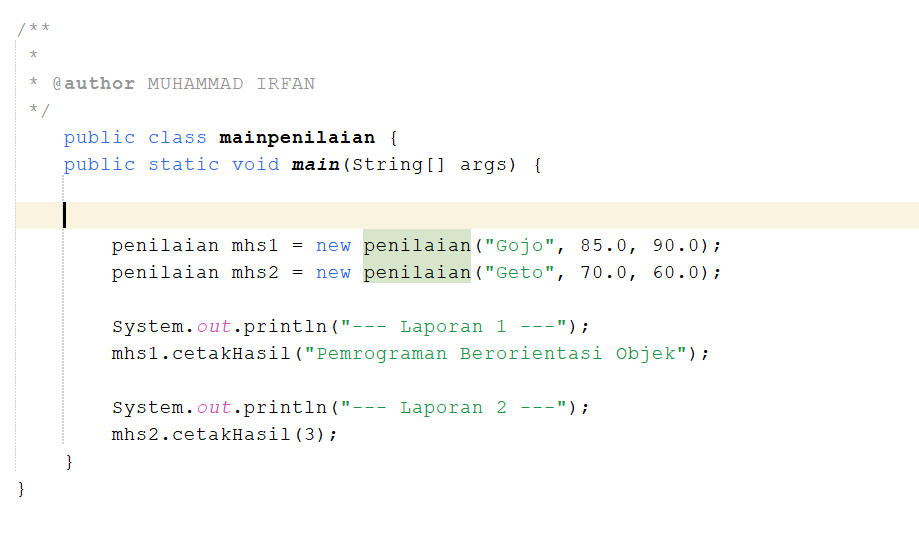 /**
 *
 * @author MUHAMMAD IRFAN
 */
    public class mainpenilaian {
    public static void main(String[] args) {

        penilaian mhs1 = new penilaian("Gojo", 85.0, 90.0);
        penilaian mhs2 = new penilaian("Geto", 70.0, 60.0);

        System.out.println("--- Laporan 1 ---");
        mhs1.cetakHasil("Pemrograman Berorientasi Objek");

        System.out.println("--- Laporan 2 ---");
        mhs2.cetakHasil(3);
    }
}